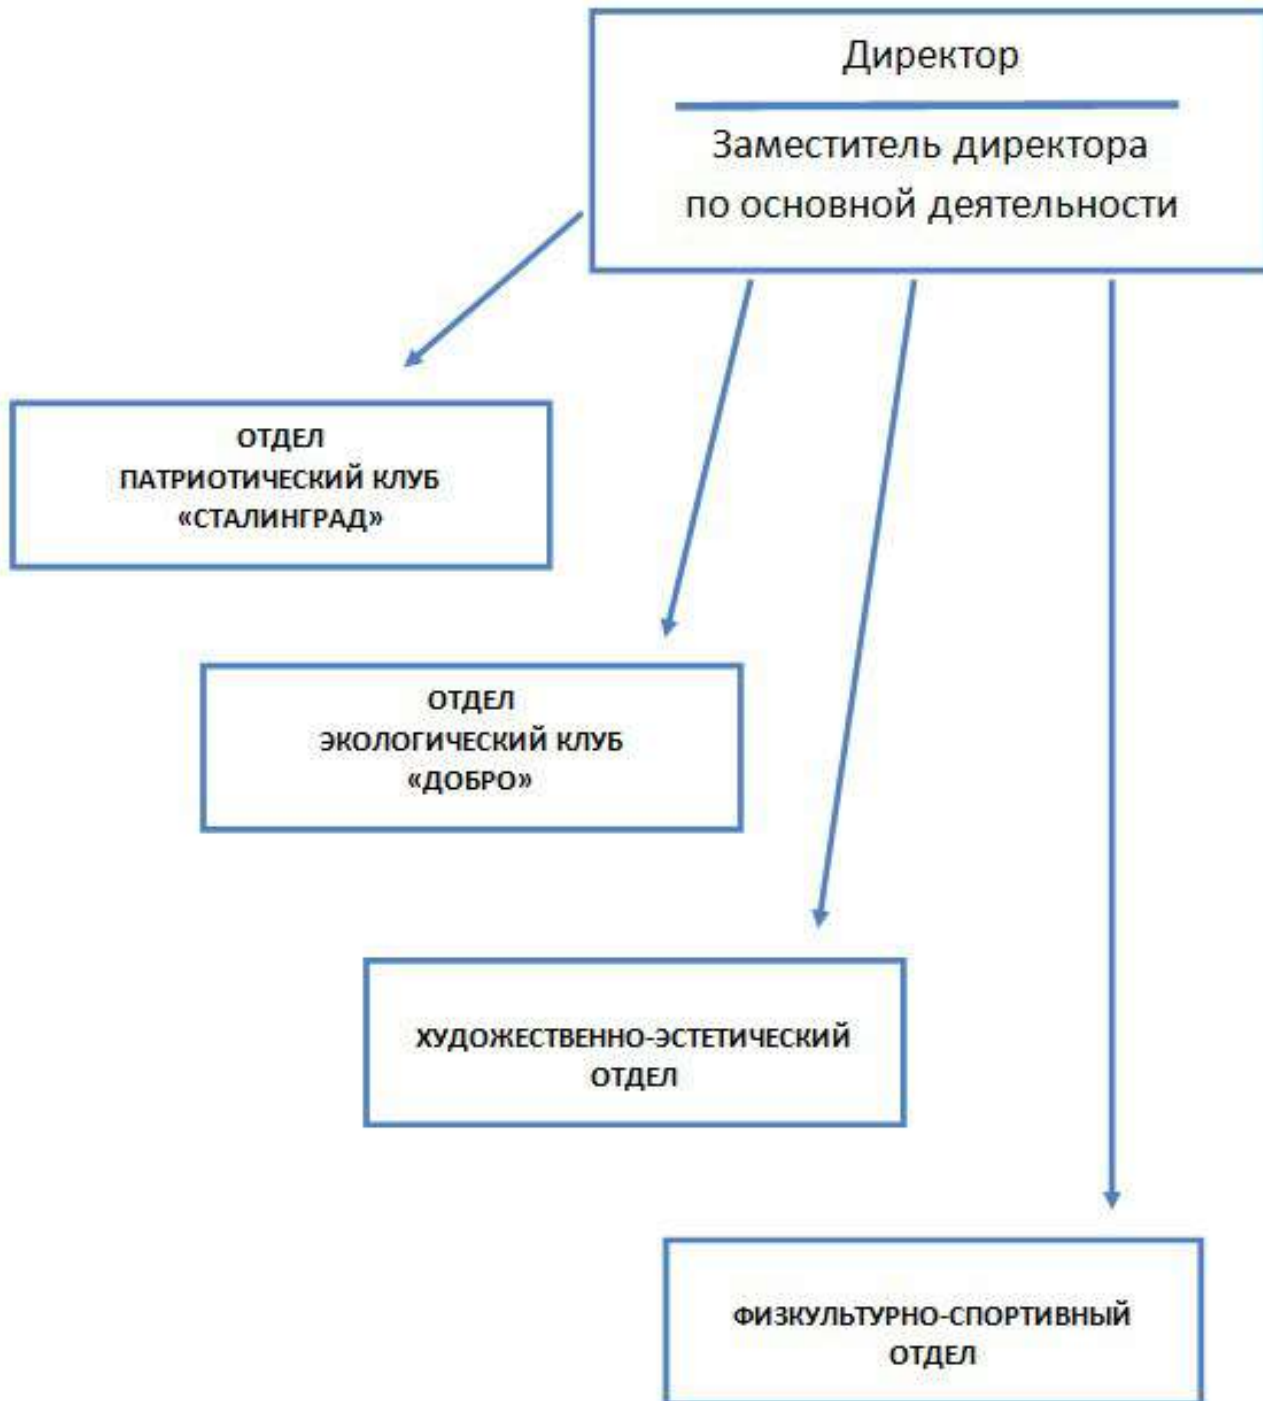 Директор
Заместитель директора
по основной деятельности
ОТДЕЛ
ПАТРИОТИЧЕСКИЙ КЛУБ
«СТАЛИНГРАД»
ОТДЕЛ
ЭКОЛОГИЧЕСКИЙ КЛУБ
«ДОБРО»
ХУДОЖЕСТВЕННО-ЭСТЕТИЧЕСКИЙ
ОТДЕЛ
ФИЗКУЛЬТУРНО-СПОРТИВНЫЙ
ОТДЕЛ